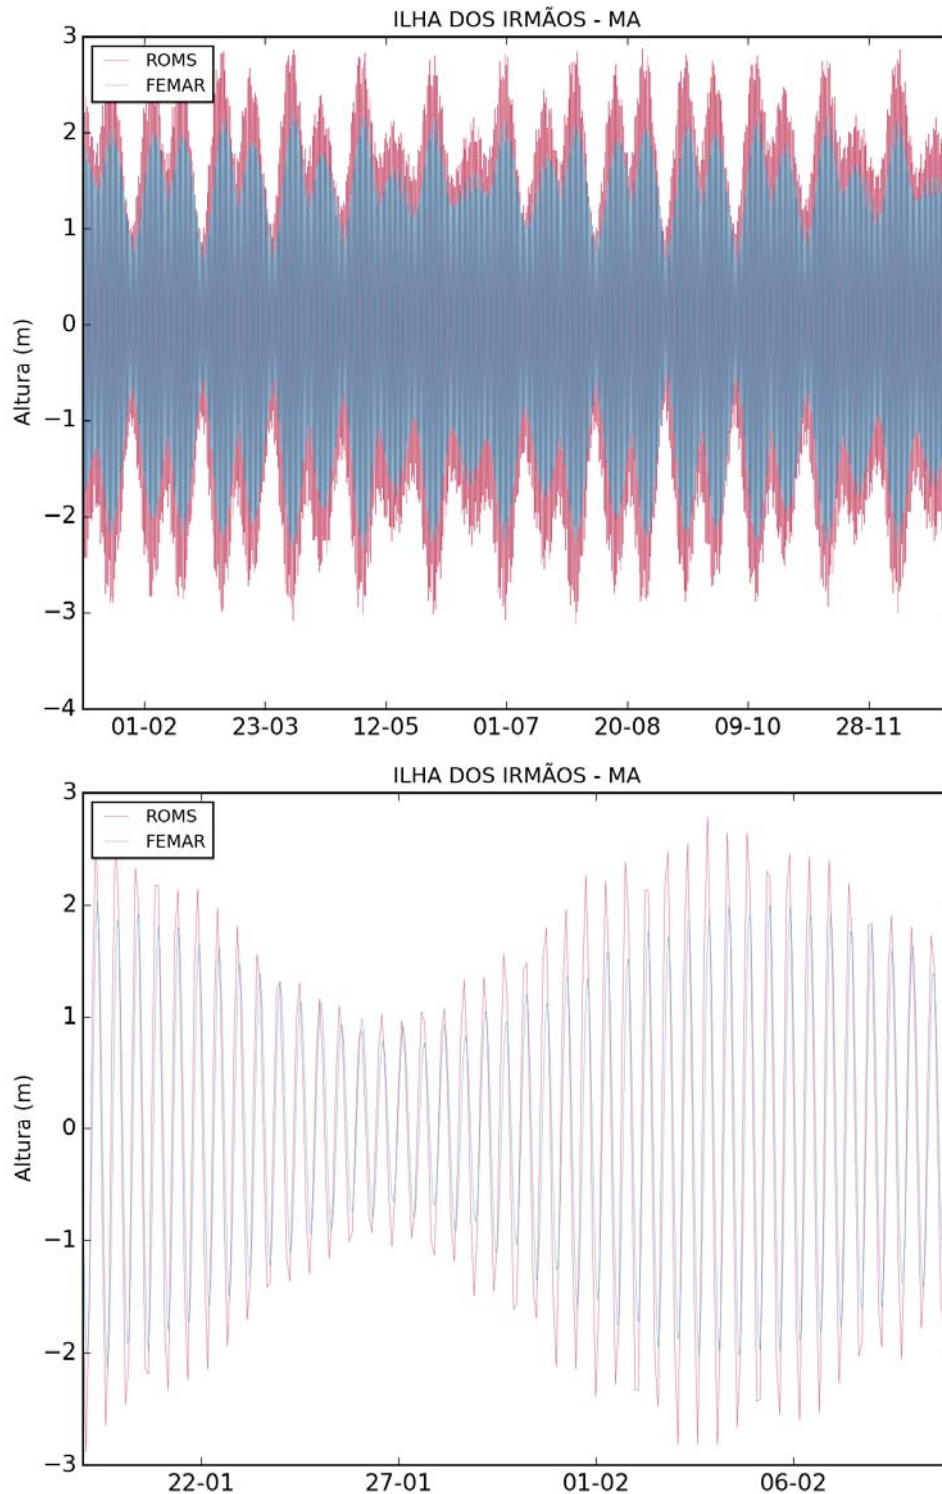 ILHA DOS IRMÃOS - MA
3
ROMS
FEMAR
2
1
0
−1
−2
−3
−4
Altura (m)
01-02 23-03 12-05 01-07 20-08 09-10 28-11
ILHA DOS IRMÃOS - MA
3
ROMS
FEMAR
2
1
0
−1
−2
−3
Altura (m)
22-01 27-01 01-02 06-02